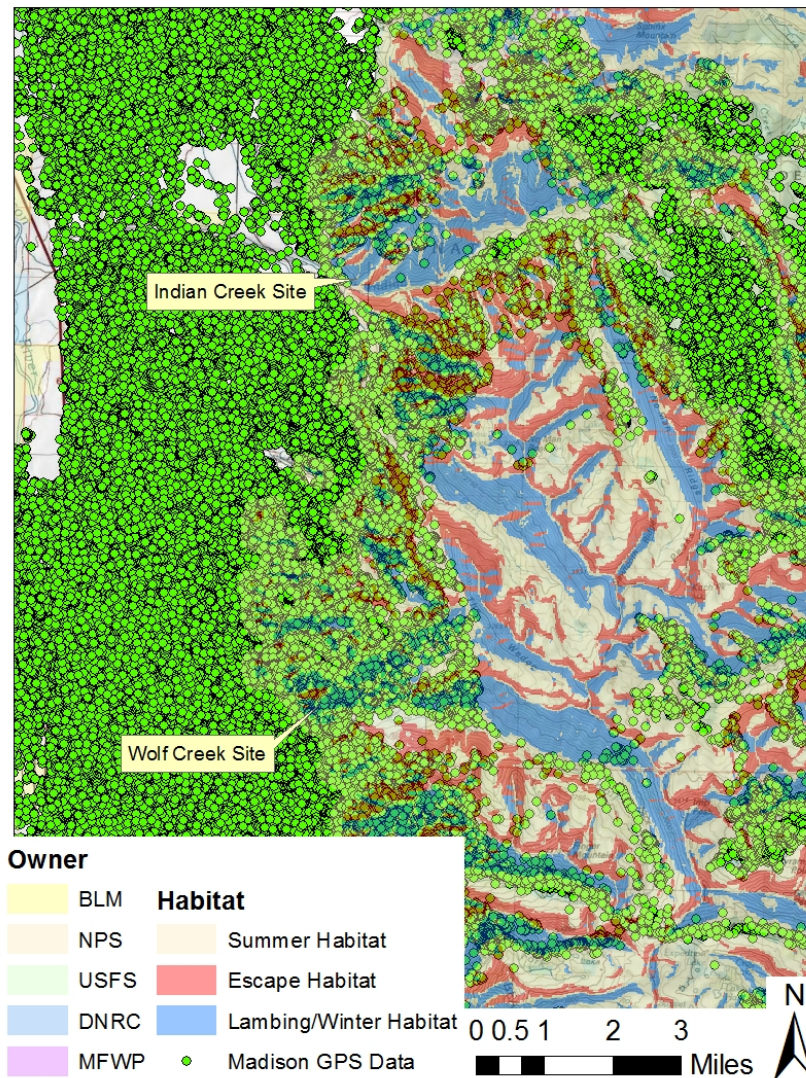 Indian Creek Site
Wolf Creek Site
Owner
BLM
NPS
USFS
DNRC
MFWP
Habitat
Summer Habitat
Escape Habitat
Lambing/Winter Habitat
Madison GPS Data
0 0.5 1 2 3
Miles
N